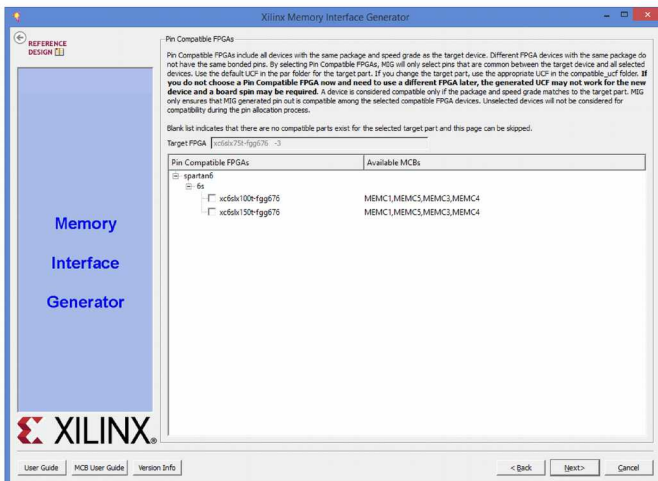 Xilinx Memory Interface Generator
REFERENCE
DESIGN
Pin Compatible FPGAs
Pin Compatible FPGAs include all devices with the same package and speed grade as the target device. Different FPGA devices with the same package do
not have the same bonded pins. By selecting Pin Compatible FPGAs, MIG will only select pins that are common between the target device and all selected
devices. Use the default UCF in the par folder for the target part. If you change the target part, use the appropriate UCF in the compatible_ucf folder. If
you do not choose a Pin Compatible FPGA now and need to use a different FPGA later, the generated UCF may not work for the new
device and a board spin may be required. A device is considered compatible only if the package and speed grade matches to the target part. MIG
only ensures that MIG generated pin out is compatible among the selected compatible FPGA devices. Unselected devices will not be considered for
compatibility during the pin allocation process.
Blank list indicates that there are no compatible parts exist for the selected target part and this page can be skipped.
Target FPGA xc6slx75t-fgg676 -3
Pin Compatible FPGAs Available MCBs
spartan6
6s
xc6slx100t-fgg676 MEMC1,MEMC5,MEMC3,MEMC4
xc6slx150t-fgg676 MEMC1,MEMC5,MEMC3,MEMC4
Memory
Interface
Generator
XILINX®
User Guide MCB User Guide Version Info < Back Next> Cancel